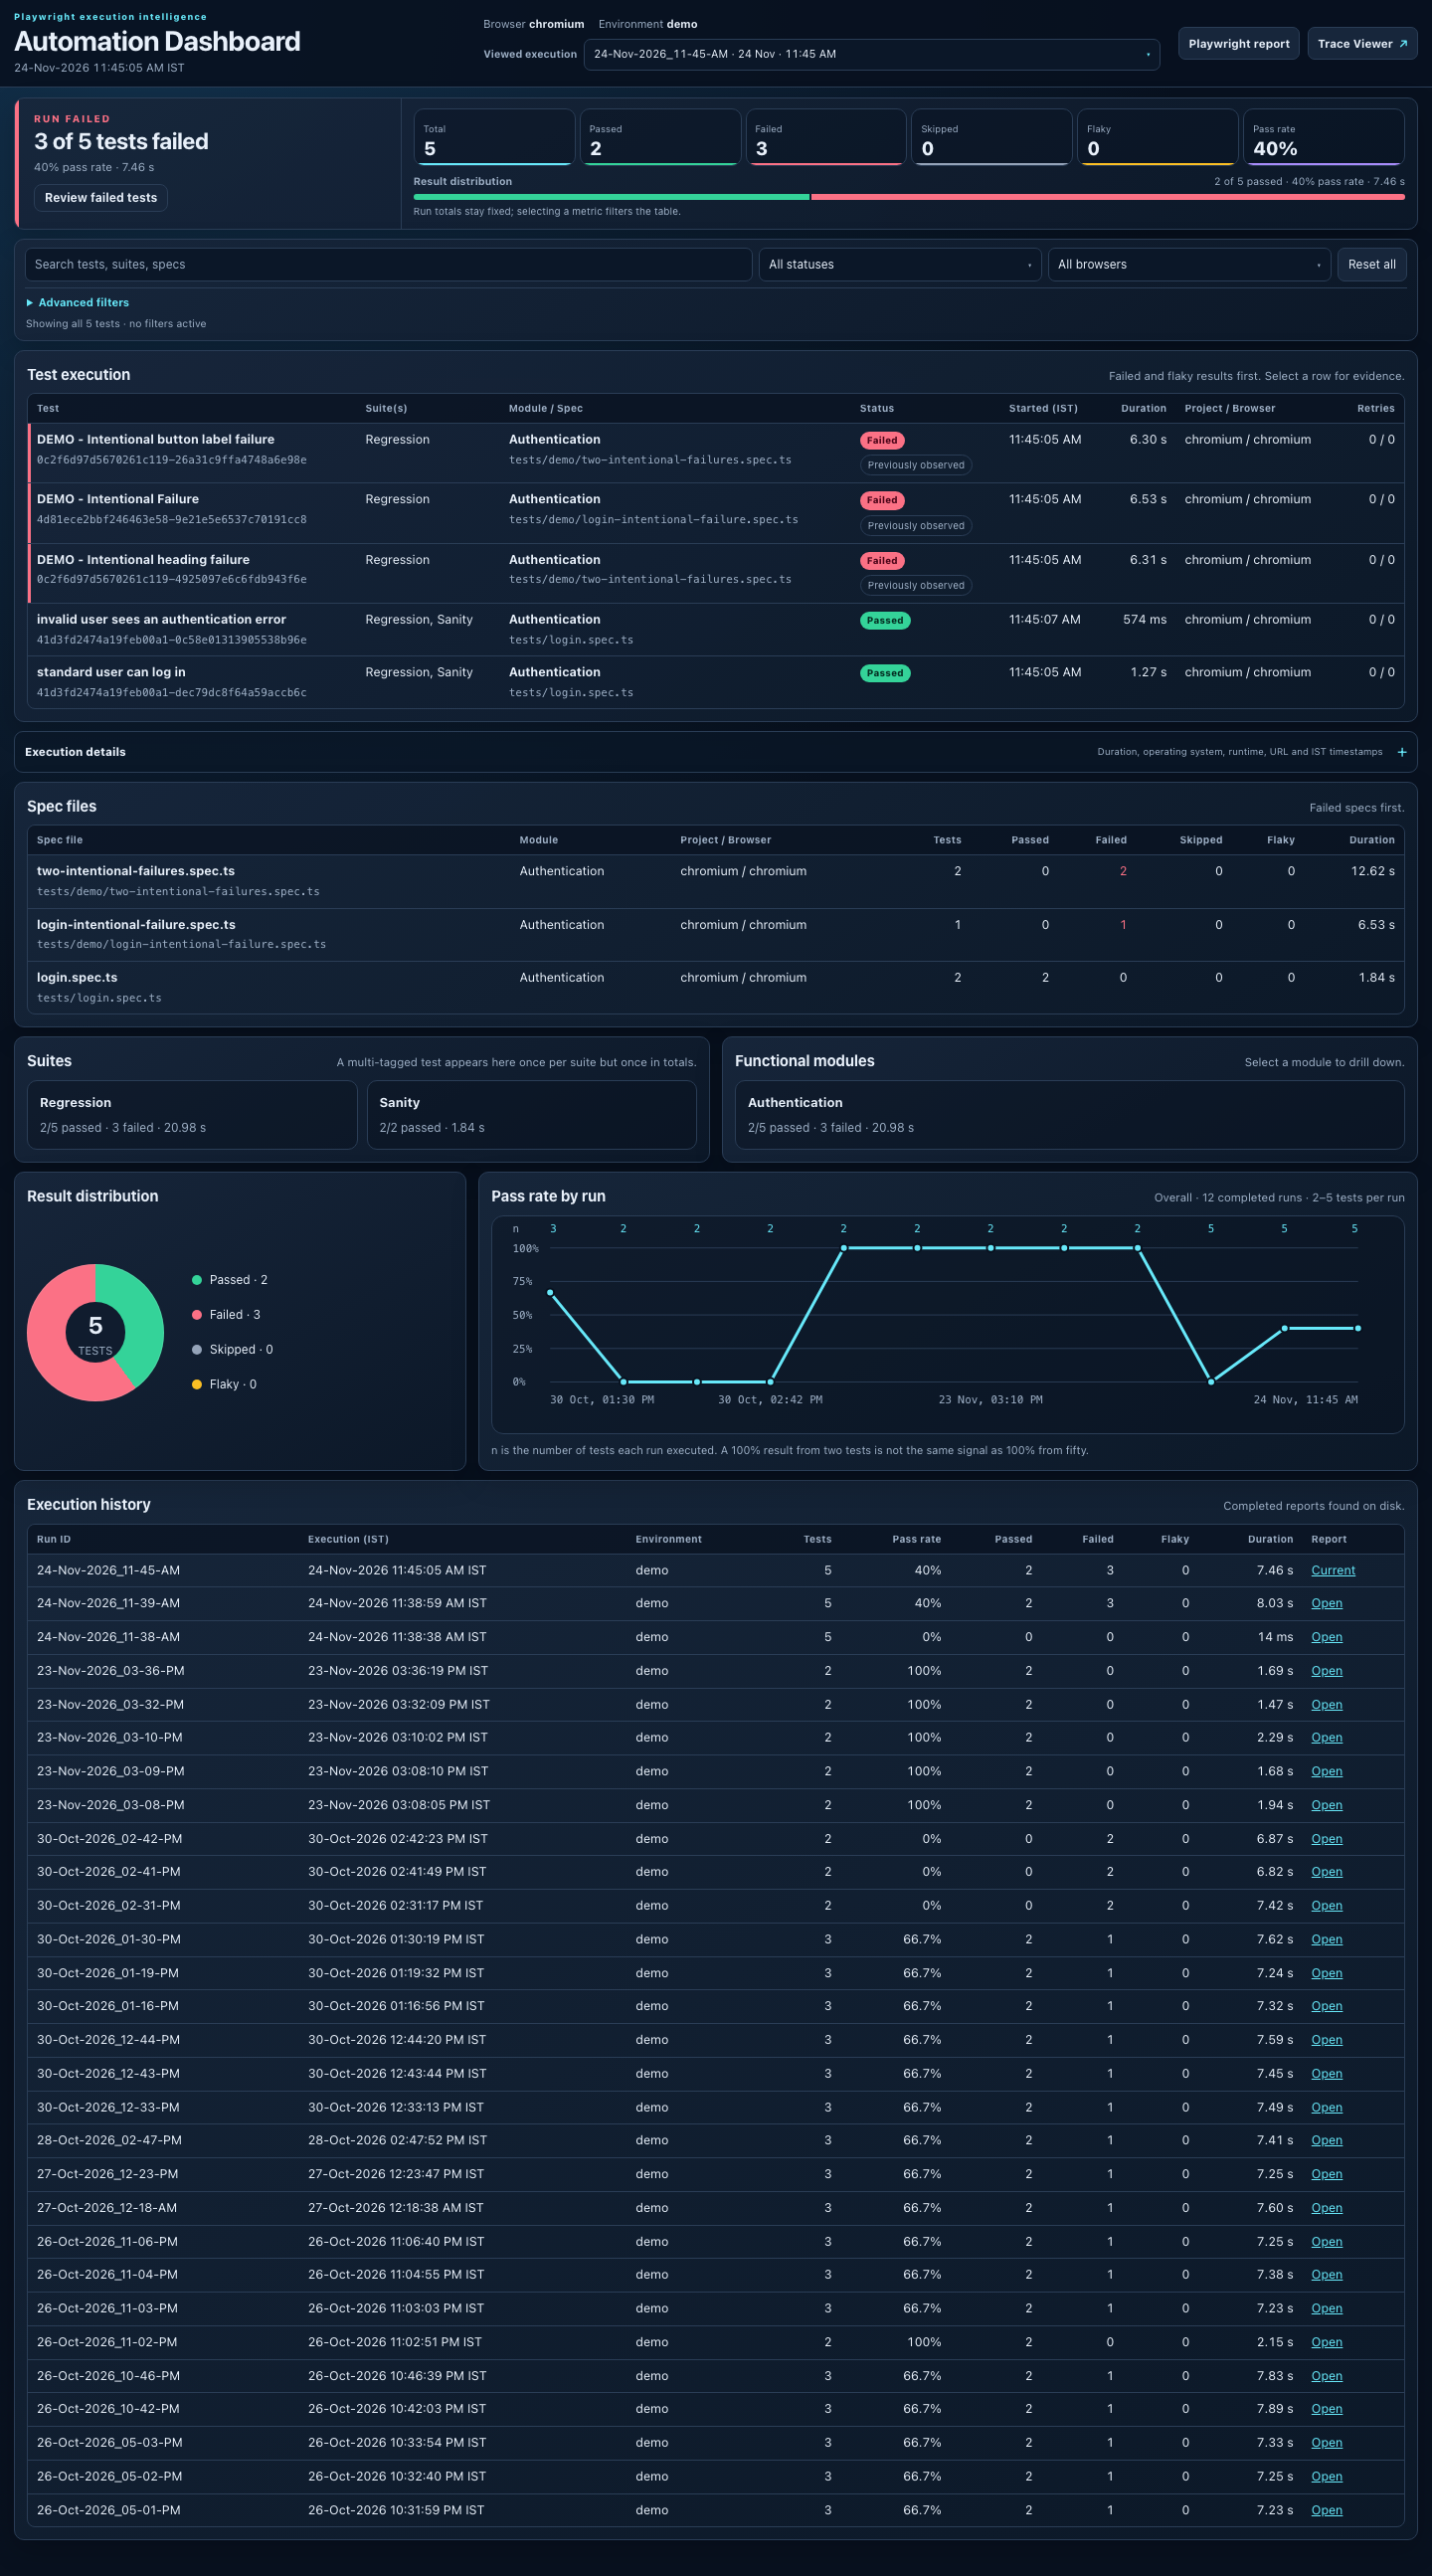 Playwright execution intelligence
Automation Dashboard
24-Nov-2026 11:45:05 AM IST
Browser chromium Environment demo
Viewed execution 24-Nov-2026_11-45-AM · 24 Nov · 11:45 AM
Playwright report Trace Viewer ↗
RUN FAILED
3 of 5 tests failed
40% pass rate · 7.46 s
Review failed tests
Total Passed Failed Skipped Flaky Pass rate
5 2 3 0 0 40%
Result distribution 2 of 5 passed · 40% pass rate · 7.46 s
Run totals stay fixed; selecting a metric filters the table.
Search tests, suites, specs All statuses All browsers Reset all
Advanced filters
Showing all 5 tests · no filters active
Test execution Failed and flaky results first. Select a row for evidence.
Test Suite(s) Module / Spec Status Started (IST) Duration Project / Browser Retries
DEMO - Intentional button label failure Regression Authentication Failed 11:45:05 AM 6.30 s chromium / chromium 0 / 0
0c2f6d97d5670261c119-26a31c9ffa4748a6e98e tests/demo/two-intentional-failures.spec.ts Previously observed
DEMO - Intentional Failure Regression Authentication Failed 11:45:05 AM 6.53 s chromium / chromium 0 / 0
4d81ece2bbf246463e58-9e21e5e6537c70191cc8 tests/demo/login-intentional-failure.spec.ts Previously observed
DEMO - Intentional heading failure Regression Authentication Failed 11:45:05 AM 6.31 s chromium / chromium 0 / 0
0c2f6d97d5670261c119-4925097e6c6fdb943f6e tests/demo/two-intentional-failures.spec.ts Previously observed
invalid user sees an authentication error Regression, Sanity Authentication Passed 11:45:07 AM 574 ms chromium / chromium 0 / 0
41d3fd2474a19feb00a1-0c58e01313905538b96e tests/login.spec.ts
standard user can log in Regression, Sanity Authentication Passed 11:45:05 AM 1.27 s chromium / chromium 0 / 0
41d3fd2474a19feb00a1-dec79dc8f64a59accb6c tests/login.spec.ts
Execution details Duration, operating system, runtime, URL and IST timestamps +
Spec files Failed specs first.
Spec file Module Project / Browser Tests Passed Failed Skipped Flaky Duration
two-intentional-failures.spec.ts Authentication chromium / chromium 2 0 2 0 0 12.62 s
tests/demo/two-intentional-failures.spec.ts
login-intentional-failure.spec.ts Authentication chromium / chromium 1 0 1 0 0 6.53 s
tests/demo/login-intentional-failure.spec.ts
login.spec.ts Authentication chromium / chromium 2 2 0 0 0 1.84 s
tests/login.spec.ts
Suites A multi-tagged test appears here once per suite but once in totals.
Regression Sanity
2/5 passed · 3 failed · 20.98 s 2/2 passed · 1.84 s
Functional modules Select a module to drill down.
Authentication
2/5 passed · 3 failed · 20.98 s
Result distribution
5
TESTS
Passed · 2
Failed · 3
Skipped · 0
Flaky · 0
Pass rate by run Overall · 12 completed runs · 2–5 tests per run
n 3 2 2 2 2 2 2 2 2 5 5 5
100%
75%
50%
25%
0%
30 Oct, 01:30 PM 30 Oct, 02:42 PM 23 Nov, 03:10 PM 24 Nov, 11:45 AM
n is the number of tests each run executed. A 100% result from two tests is not the same signal as 100% from fifty.
Execution history Completed reports found on disk.
Run ID Execution (IST) Environment Tests Pass rate Passed Failed Flaky Duration Report
24-Nov-2026_11-45-AM 24-Nov-2026 11:45:05 AM IST demo 5 40% 2 3 0 7.46 s Current
24-Nov-2026_11-39-AM 24-Nov-2026 11:38:59 AM IST demo 5 40% 2 3 0 8.03 s Open
24-Nov-2026_11-38-AM 24-Nov-2026 11:38:38 AM IST demo 5 0% 0 0 0 14 ms Open
23-Nov-2026_03-36-PM 23-Nov-2026 03:36:19 PM IST demo 2 100% 2 0 0 1.69 s Open
23-Nov-2026_03-32-PM 23-Nov-2026 03:32:09 PM IST demo 2 100% 2 0 0 1.47 s Open
23-Nov-2026_03-10-PM 23-Nov-2026 03:10:02 PM IST demo 2 100% 2 0 0 2.29 s Open
23-Nov-2026_03-09-PM 23-Nov-2026 03:08:10 PM IST demo 2 100% 2 0 0 1.68 s Open
23-Nov-2026_03-08-PM 23-Nov-2026 03:08:05 PM IST demo 2 100% 2 0 0 1.94 s Open
30-Oct-2026_02-42-PM 30-Oct-2026 02:42:23 PM IST demo 2 0% 0 2 0 6.87 s Open
30-Oct-2026_02-41-PM 30-Oct-2026 02:41:49 PM IST demo 2 0% 0 2 0 6.82 s Open
30-Oct-2026_02-31-PM 30-Oct-2026 02:31:17 PM IST demo 2 0% 0 2 0 7.42 s Open
30-Oct-2026_01-30-PM 30-Oct-2026 01:30:19 PM IST demo 3 66.7% 2 1 0 7.62 s Open
30-Oct-2026_01-19-PM 30-Oct-2026 01:19:32 PM IST demo 3 66.7% 2 1 0 7.24 s Open
30-Oct-2026_01-16-PM 30-Oct-2026 01:16:56 PM IST demo 3 66.7% 2 1 0 7.32 s Open
30-Oct-2026_12-44-PM 30-Oct-2026 12:44:20 PM IST demo 3 66.7% 2 1 0 7.59 s Open
30-Oct-2026_12-43-PM 30-Oct-2026 12:43:44 PM IST demo 3 66.7% 2 1 0 7.45 s Open
30-Oct-2026_12-33-PM 30-Oct-2026 12:33:13 PM IST demo 3 66.7% 2 1 0 7.49 s Open
28-Oct-2026_02-47-PM 28-Oct-2026 02:47:52 PM IST demo 3 66.7% 2 1 0 7.41 s Open
27-Oct-2026_12-23-PM 27-Oct-2026 12:23:47 PM IST demo 3 66.7% 2 1 0 7.25 s Open
27-Oct-2026_12-18-AM 27-Oct-2026 12:18:38 AM IST demo 3 66.7% 2 1 0 7.60 s Open
26-Oct-2026_11-06-PM 26-Oct-2026 11:06:40 PM IST demo 3 66.7% 2 1 0 7.25 s Open
26-Oct-2026_11-04-PM 26-Oct-2026 11:04:55 PM IST demo 3 66.7% 2 1 0 7.38 s Open
26-Oct-2026_11-03-PM 26-Oct-2026 11:03:03 PM IST demo 3 66.7% 2 1 0 7.23 s Open
26-Oct-2026_11-02-PM 26-Oct-2026 11:02:51 PM IST demo 2 100% 2 0 0 2.15 s Open
26-Oct-2026_10-46-PM 26-Oct-2026 10:46:39 PM IST demo 3 66.7% 2 1 0 7.83 s Open
26-Oct-2026_10-42-PM 26-Oct-2026 10:42:03 PM IST demo 3 66.7% 2 1 0 7.89 s Open
26-Oct-2026_05-03-PM 26-Oct-2026 10:33:54 PM IST demo 3 66.7% 2 1 0 7.33 s Open
26-Oct-2026_05-02-PM 26-Oct-2026 10:32:40 PM IST demo 3 66.7% 2 1 0 7.25 s Open
26-Oct-2026_05-01-PM 26-Oct-2026 10:31:59 PM IST demo 3 66.7% 2 1 0 7.23 s Open